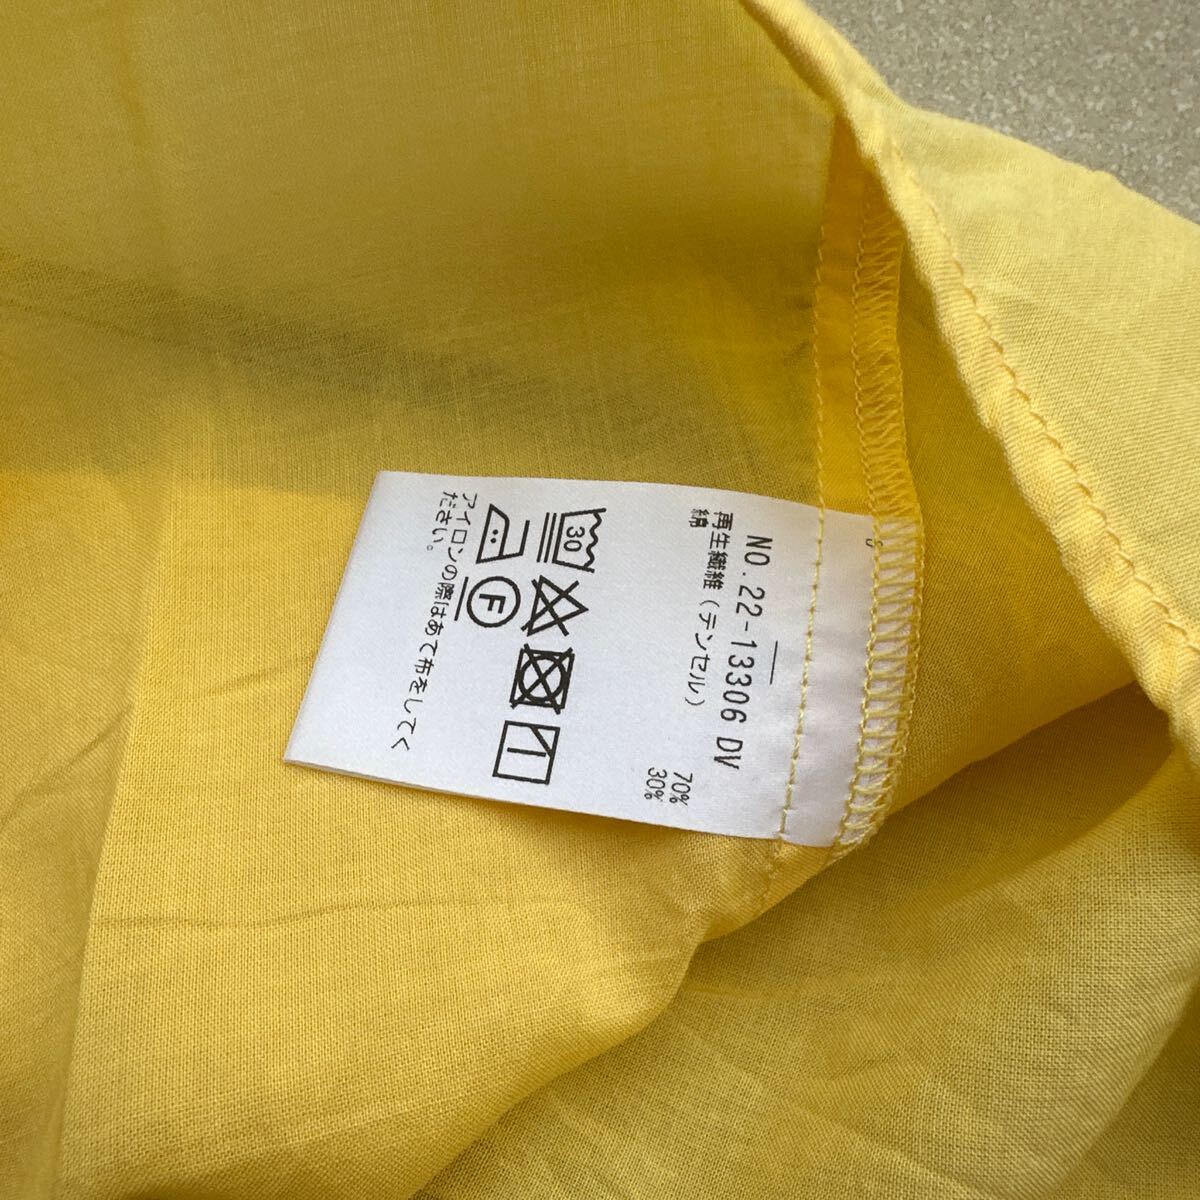 NO.22-13306 DV
再生繊維(テンセル) 70%
綿 30%
30
F
アイロンの際はあて布をしてく
ださい。